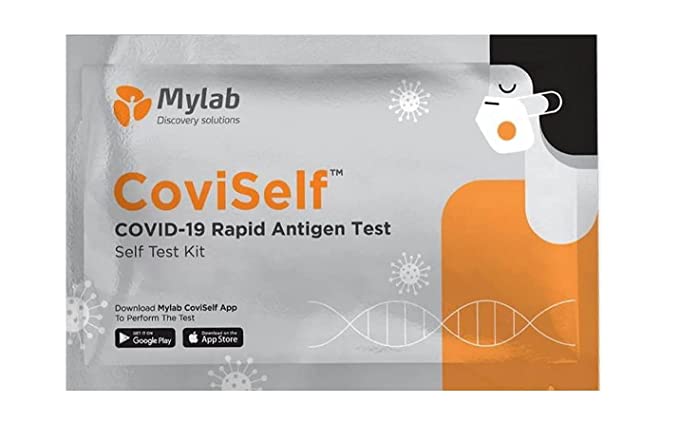 Mylab
Discovery solutions
CoviSelf™
COVID-19 Rapid Antigen Test
Self Test Kit
Download Mylab CoviSelf App
To Perform The Test
GET IT ON
Google Play
Download on the
App Store